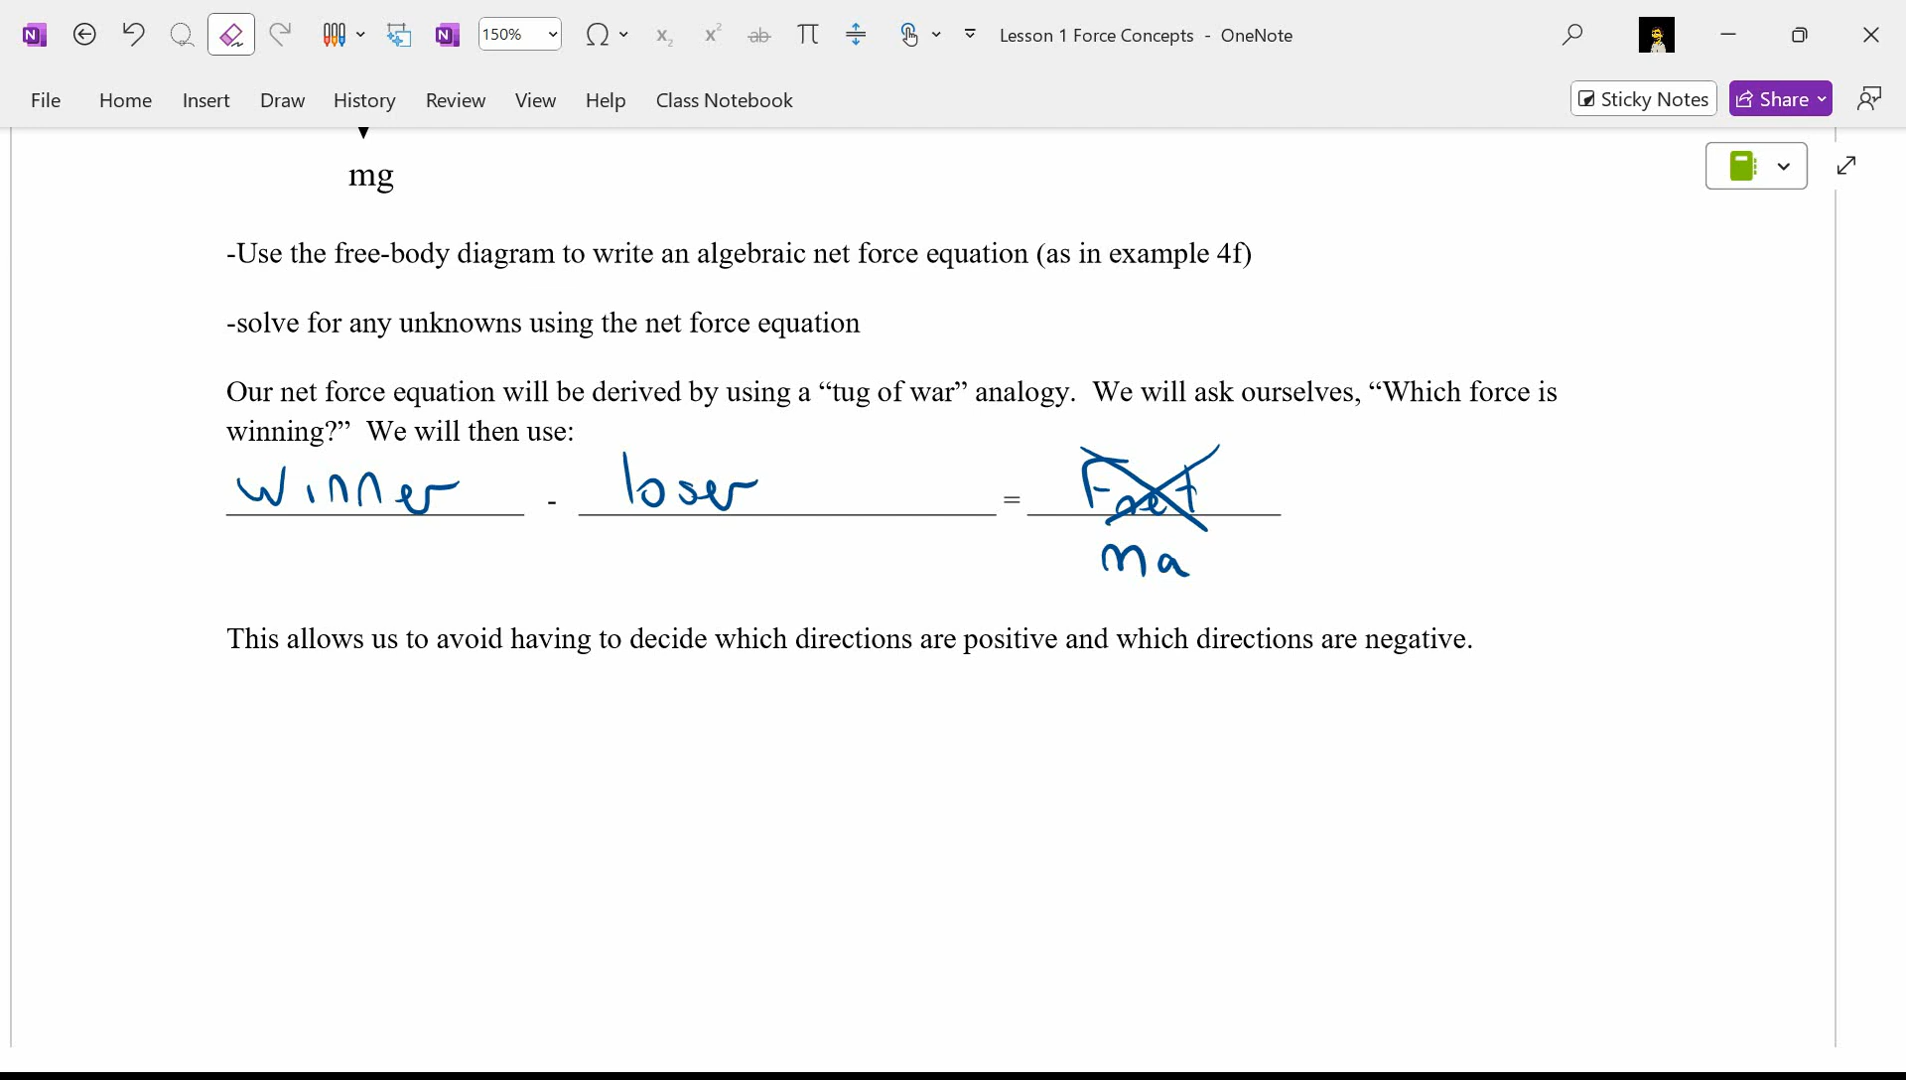 150% Lesson 1 Force Concepts - OneNote
File Home Insert Draw History Review View Help Class Notebook Sticky Notes Share
mg
-Use the free-body diagram to write an algebraic net force equation (as in example 4f)
-solve for any unknowns using the net force equation
Our net force equation will be derived by using a “tug of war” analogy. We will ask ourselves, “Which force is
winning?” We will then use:
winner - loser = Fnet
ma
This allows us to avoid having to decide which directions are positive and which directions are negative.